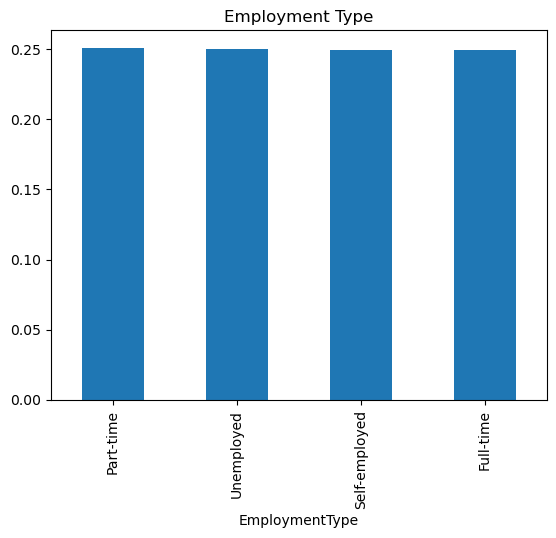 Employment Type
0.25
0.20
0.15
0.10
0.05
0.00
Part-time
Unemployed
Self-employed
Full-time
EmploymentType